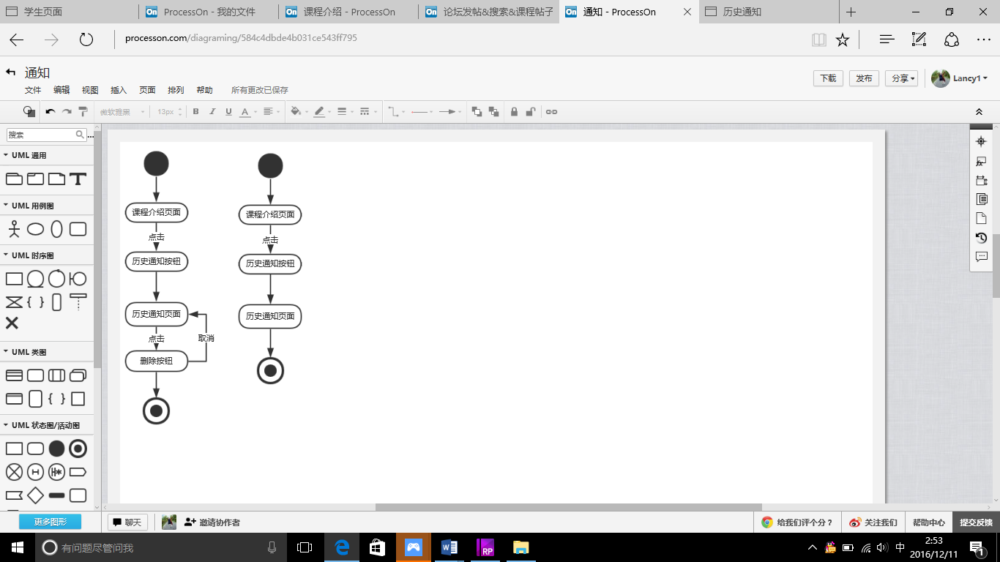 学生页面
On ProcessOn - 我的文件
On 课程介绍 - ProcessOn
On 论坛发帖&搜索&课程帖子
On 通知 - ProcessOn
历史通知
processon.com/diagraming/584c4dbde4b031ce543ff795
通知
下载 发布 分享 Lancy1
文件 编辑 视图 插入 页面 排列 帮助 所有更改已保存
微软雅黑 13px B I U A
搜索 ...
UML 通用
T
UML 用例图
UML 时序图
{ }
UML 类图
{ }
UML 状态图/活动图
H H*
更多图形
课程介绍页面
点击
历史通知按钮
历史通知页面
点击
取消
删除按钮
课程介绍页面
点击
历史通知按钮
历史通知页面
聊天 邀请协作者 给我们评个分？ 关注我们 帮助中心 提交反馈
有问题尽管问我
RP
中
2:53
2016/12/11
1